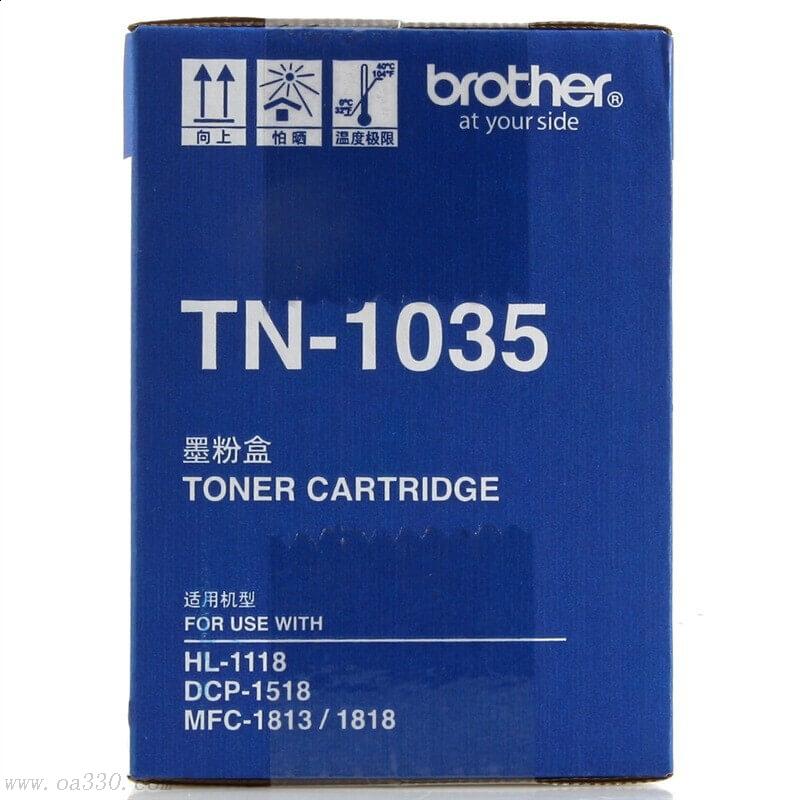 向上
怕晒
40°C
104°F
0°C
32°F
温度极限
brother®
at your side
TN-1035
墨粉盒
TONER CARTRIDGE
适用机型
FOR USE WITH
HL-1118
DCP-1518
MFC-1813 / 1818
www.oa330.com